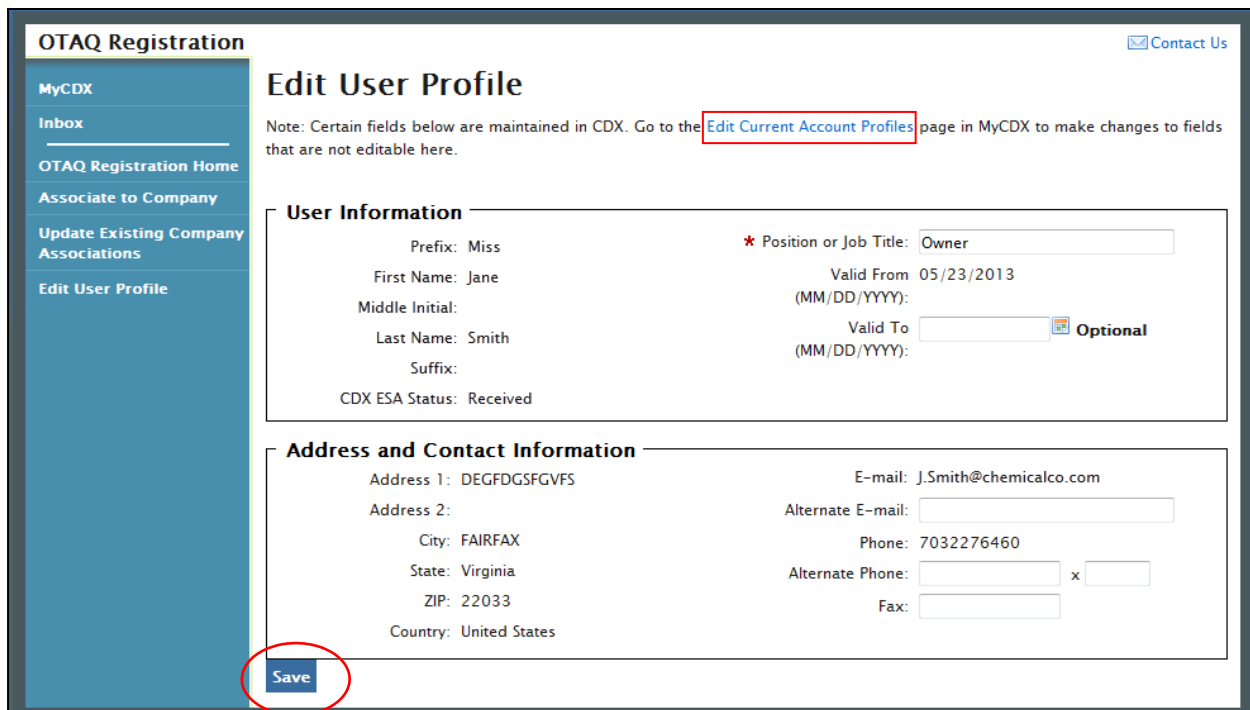 OTAQ Registration
Contact Us
MyCDX
Inbox
OTAQ Registration Home
Associate to Company
Update Existing Company
Associations
Edit User Profile
Edit User Profile
Note: Certain fields below are maintained in CDX. Go to the Edit Current Account Profiles page in MyCDX to make changes to fields
that are not editable here.
User Information
Prefix: Miss
First Name: Jane
Middle Initial:
Last Name: Smith
Suffix:
CDX ESA Status: Received
* Position or Job Title: Owner
Valid From 05/23/2013
(MM/DD/YYYY):
Valid To Optional
(MM/DD/YYYY):
Address and Contact Information
Address 1: DEGFDGSFGVFS
Address 2:
City: FAIRFAX
State: Virginia
ZIP: 22033
Country: United States
E-mail: J.Smith@chemicalco.com
Alternate E-mail:
Phone: 7032276460
Alternate Phone: x
Fax:
Save